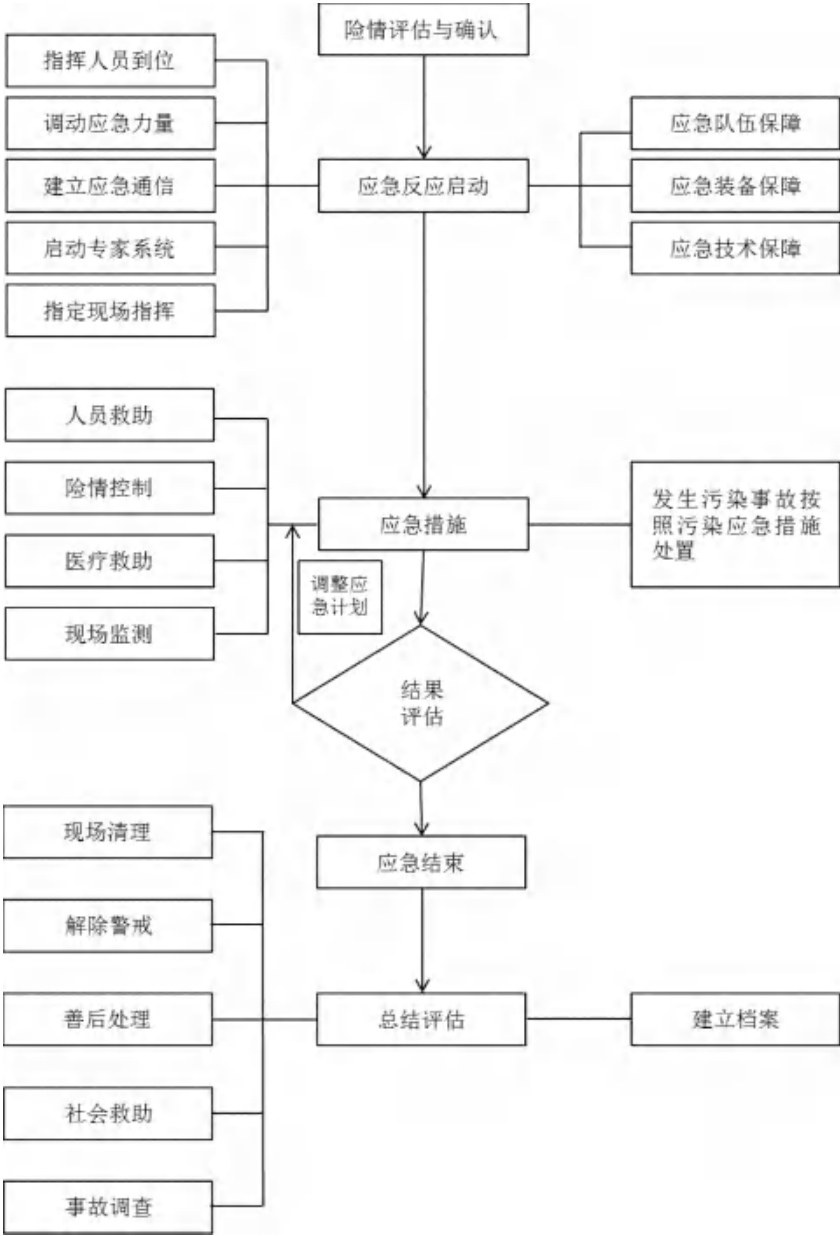 险情评估与确认
指挥人员到位
调动应急力量
建立应急通信
启动专家系统
指定现场指挥
应急反应启动
应急队伍保障
应急装备保障
应急技术保障
人员救助
险情控制
医疗救助
现场监测
应急措施
发生污染事故按
照污染应急措施
处置
调整应
急计划
结果
评估
应急结束
现场清理
解除警戒
善后处理
社会救助
事故调查
总结评估
建立档案